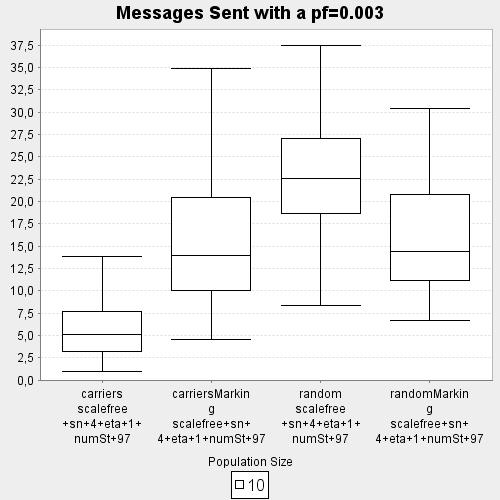 Messages Sent with a pf=0.003
37,5
35,0
32,5
30,0
27,5
25,0
22,5
20,0
17,5
15,0
12,5
10,0
7,5
5,0
2,5
0,0
carriers
scalefree
+sn+4+eta+1+
numSt+97
carriersMarkin
g
scalefree+sn+
4+eta+1+numSt+97
random
scalefree
+sn+4+eta+1+
numSt+97
randomMarkin
g
scalefree+sn+
4+eta+1+numSt+97
Population Size
10